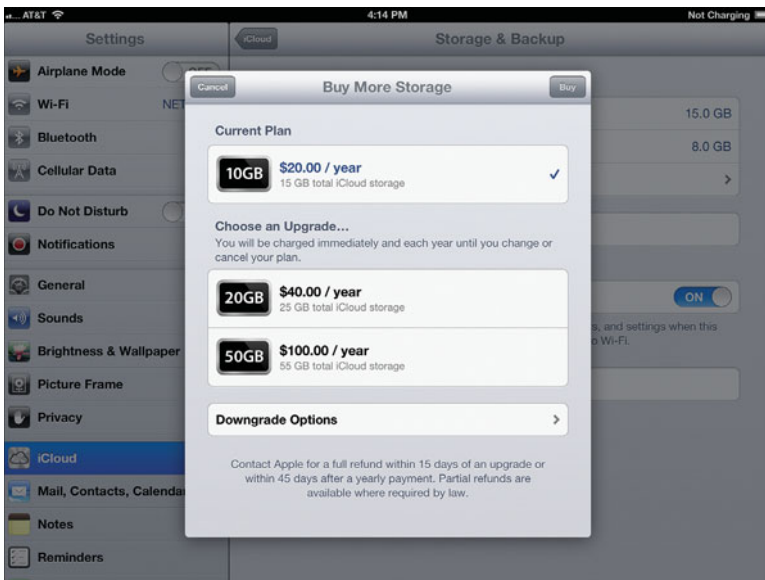 AT&T
4:14 PM
Not Charging
Settings
iCloud
Storage & Backup
Airplane Mode
OFF
Wi-Fi
NET
Bluetooth
Cellular Data
Do Not Disturb
Notifications
General
Sounds
Brightness & Wallpaper
Picture Frame
Privacy
iCloud
Mail, Contacts, Calenda
Notes
Reminders
15.0 GB
8.0 GB
ON
s, and settings when this
o Wi-Fi.
Cancel
Buy More Storage
Buy
Current Plan
10GB
$20.00 / year
15 GB total iCloud storage
Choose an Upgrade...
You will be charged immediately and each year until you change or
cancel your plan.
20GB
$40.00 / year
25 GB total iCloud storage
50GB
$100.00 / year
55 GB total iCloud storage
Downgrade Options
Contact Apple for a full refund within 15 days of an upgrade or
within 45 days after a yearly payment. Partial refunds are
available where required by law.